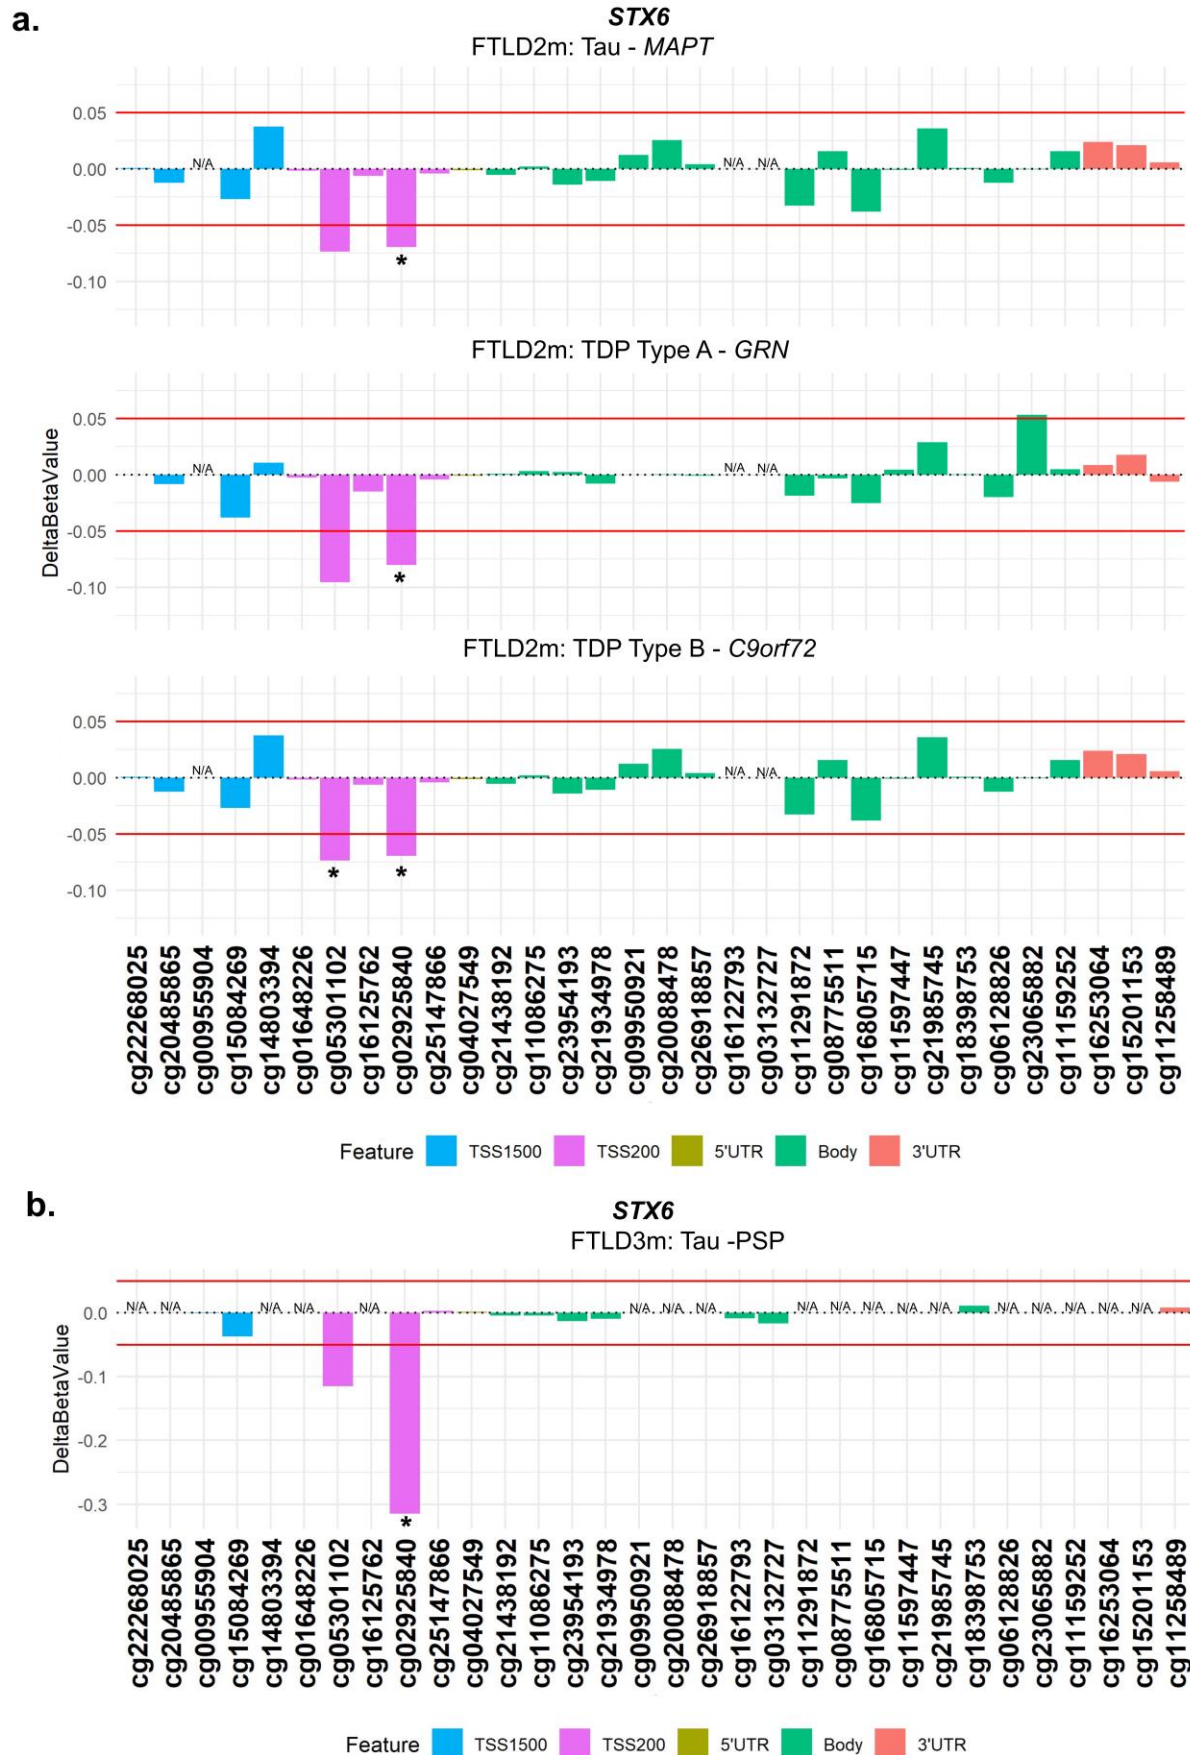 a.
STX6
FTLD2m: Tau - MAPT
0.05
0.00
-0.05
-0.10
N/A
N/A N/A
*
FTLD2m: TDP Type A - GRN
DeltaBetaValue
0.05
0.00
-0.05
-0.10
N/A
N/A N/A
*
FTLD2m: TDP Type B - C9orf72
0.05
0.00
-0.05
-0.10
N/A
N/A N/A
* *
cg22268025
cg20485865
cg00955904
cg15084269
cg14803394
cg01648226
cg05301102
cg16125762
cg02925840
cg25147866
cg04027549
cg21438192
cg11086275
cg23954193
cg21934978
cg09950921
cg20088478
cg26918857
cg16122793
cg03132727
cg11291872
cg08775511
cg16805715
cg11597447
cg21985745
cg18398753
cg06128826
cg23065882
cg11159252
cg16253064
cg15201153
cg11258489
Feature TSS1500 TSS200 5'UTR Body 3'UTR
b.
STX6
FTLD3m: Tau -PSP
DeltaBetaValue
0.0
-0.1
-0.2
-0.3
N/A N/A N/A N/A N/A N/A N/A N/A N/A N/A N/A N/A N/A N/A N/A N/A N/A N/A
*
cg22268025
cg20485865
cg00955904
cg15084269
cg14803394
cg01648226
cg05301102
cg16125762
cg02925840
cg25147866
cg04027549
cg21438192
cg11086275
cg23954193
cg21934978
cg09950921
cg20088478
cg26918857
cg16122793
cg03132727
cg11291872
cg08775511
cg16805715
cg11597447
cg21985745
cg18398753
cg06128826
cg23065882
cg11159252
cg16253064
cg15201153
cg11258489
Feature TSS1500 TSS200 5'UTR Body 3'UTR